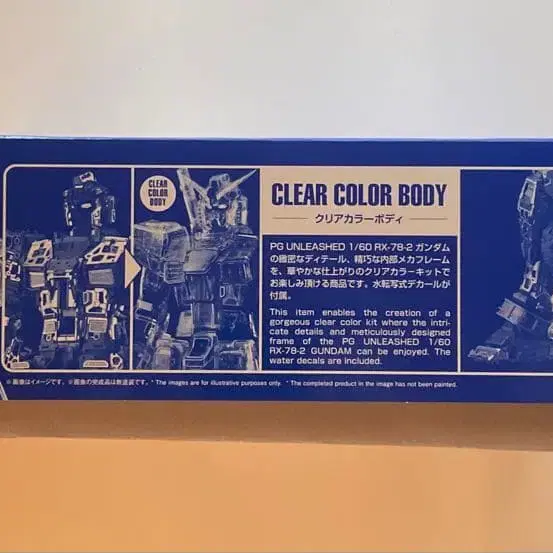 CLEAR
COLOR
BODY
CLEAR COLOR BODY
クリアカラーボディ
PG UNLEASHED 1/60 RX-78-2 ガンダム
の緻密なディテール、精巧な内部メカフレーム
を、華やかな仕上がりのクリアカラーキットで
お楽しみ頂ける商品です。水転写式デカールが
付属。
This item enables the creation of a
gorgeous clear color kit where the intri-
cate details and meticulously designed
frame of the PG UNLEASHED 1/60
RX-78-2 GUNDAM can be enjoyed. The
water decals are included.
※画像はイメージです。 ※画像の完成品は無塗装です。 * The images are for illustrative purposes only. * The completed product in the image has not been painted.